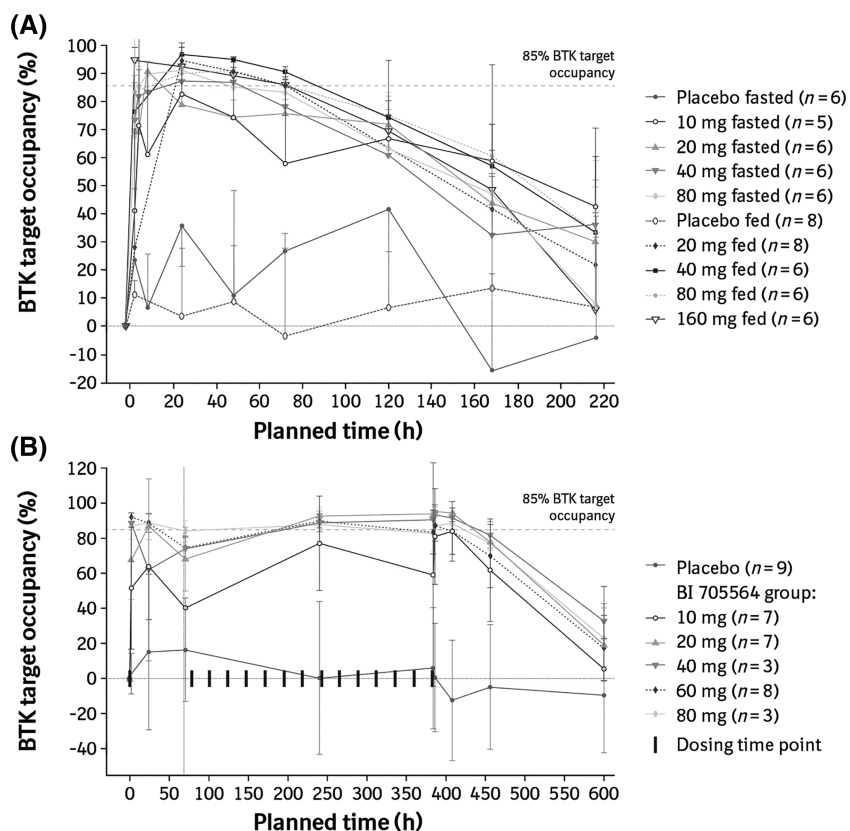 (A)
100
90
80
70
60
50
40
30
20
10
0
-10
-20
BTK target occupancy (%)
85% BTK target
occupancy
0 20 40 60 80 100 120 140 160 180 200 220
Planned time (h)
Placebo fasted (n = 6)
10 mg fasted (n = 5)
20 mg fasted (n = 6)
40 mg fasted (n = 6)
80 mg fasted (n = 6)
Placebo fed (n = 8)
20 mg fed (n = 8)
40 mg fed (n = 6)
80 mg fed (n = 6)
160 mg fed (n = 6)
(B)
120
100
80
60
40
20
0
-20
-40
BTK target occupancy (%)
85% BTK target
occupancy
0 50 100 150 200 250 300 350 400 450 500 550 600
Planned time (h)
Placebo (n = 9)
BI 705564 group:
10 mg (n = 7)
20 mg (n = 7)
40 mg (n = 3)
60 mg (n = 8)
80 mg (n = 3)
Dosing time point